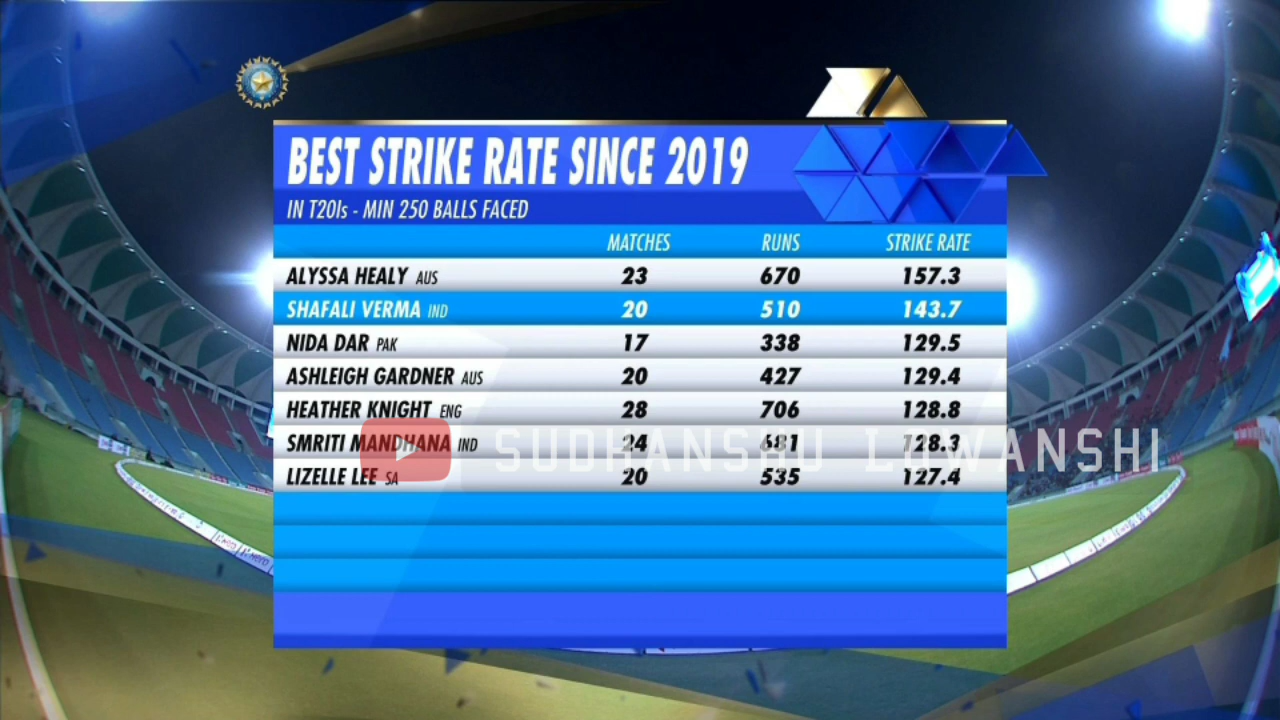 BEST STRIKE RATE SINCE 2019
IN T20Is - MIN 250 BALLS FACED
MATCHES RUNS STRIKE RATE
ALYSSA HEALY AUS 23 670 157.3
SHAFALI VERMA IND 20 510 143.7
NIDA DAR PAK 17 338 129.5
ASHLEIGH GARDNER AUS 20 427 129.4
HEATHER KNIGHT ENG 28 706 128.8
SMRITI MANDHANA IND 24 681 128.3
SUDHANSHU LOWANSHI
LIZELLE LEE SA 20 535 127.4